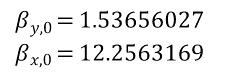 β_{y,0} = 1.53656027
β_{x,0} = 12.2563169